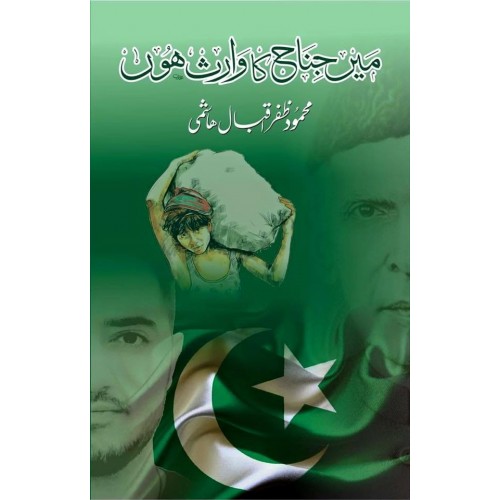 میں جناح کا وارث ہوں
محمود ظفر اقبال ہاشمی